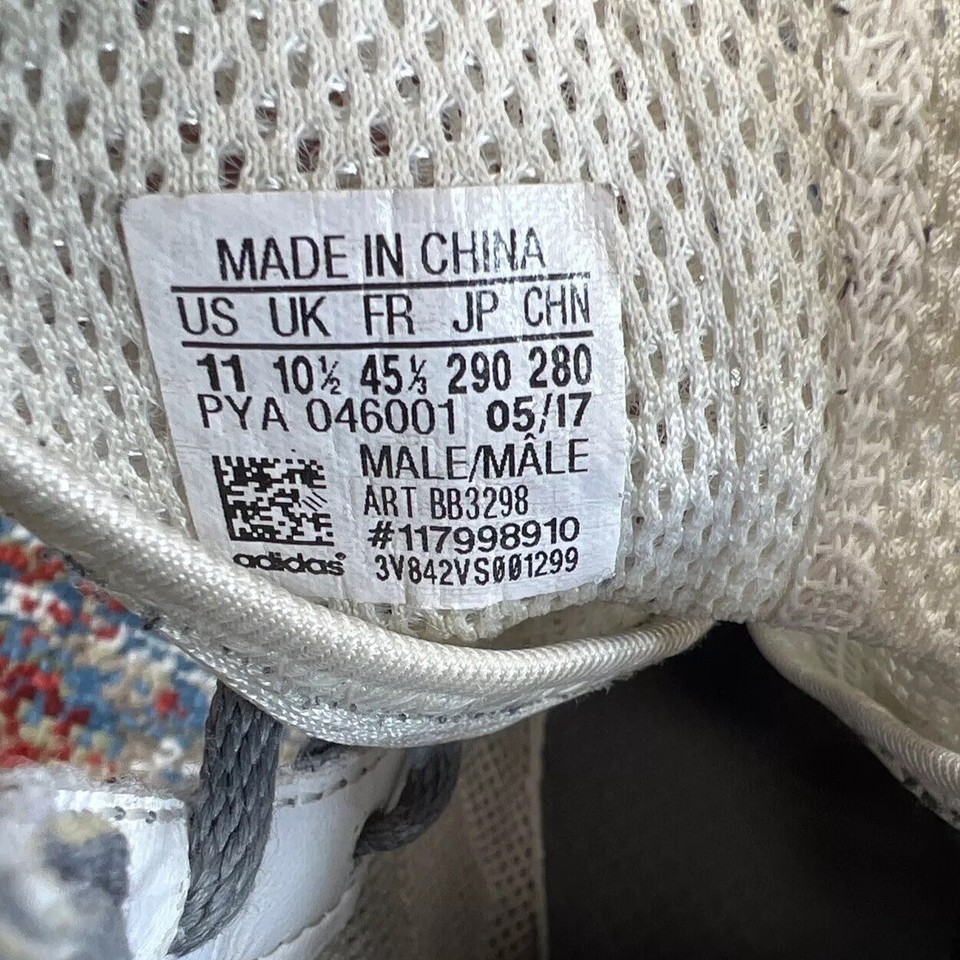 MADE IN CHINA
US UK FR JP CHN
11 10½ 45⅓ 290 280
PYA 046001 05/17
MALE/MÂLE
ART BB3298
#117998910
adidas® 3V842VS001299